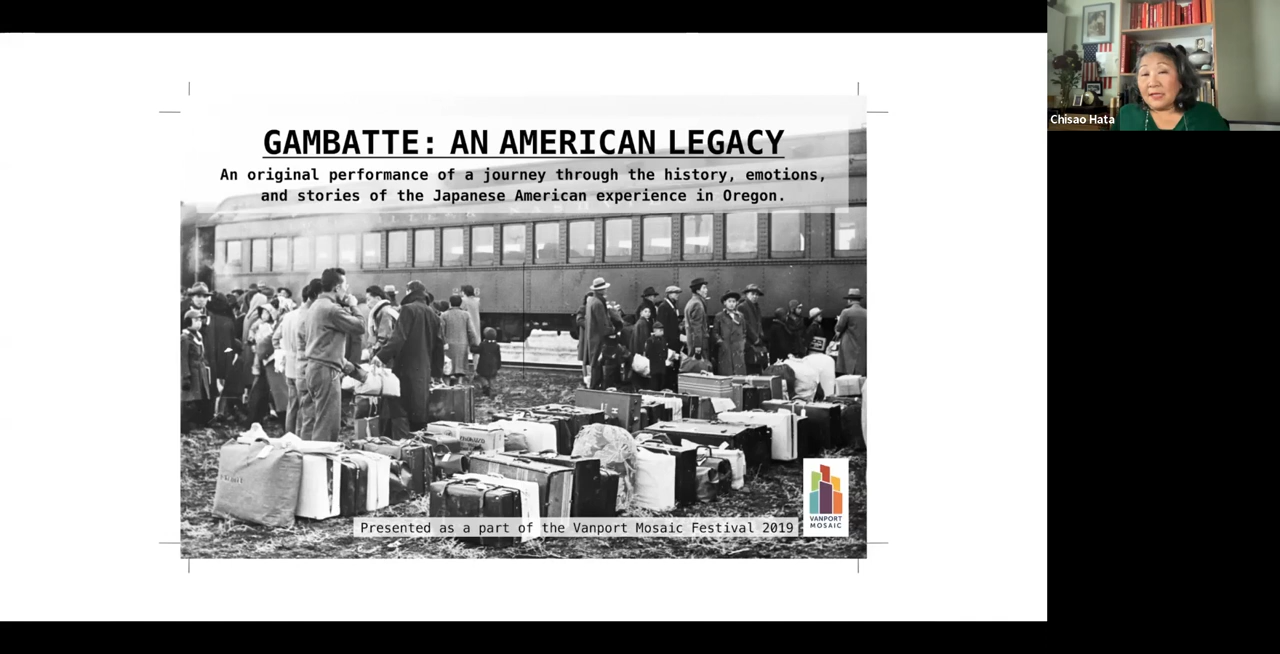 GAMBATTE: AN AMERICAN LEGACY
An original performance of a journey through the history, emotions,
and stories of the Japanese American experience in Oregon.
Presented as a part of the Vanport Mosaic Festival 2019
VANPORT
MOSAIC
Chisao Hata